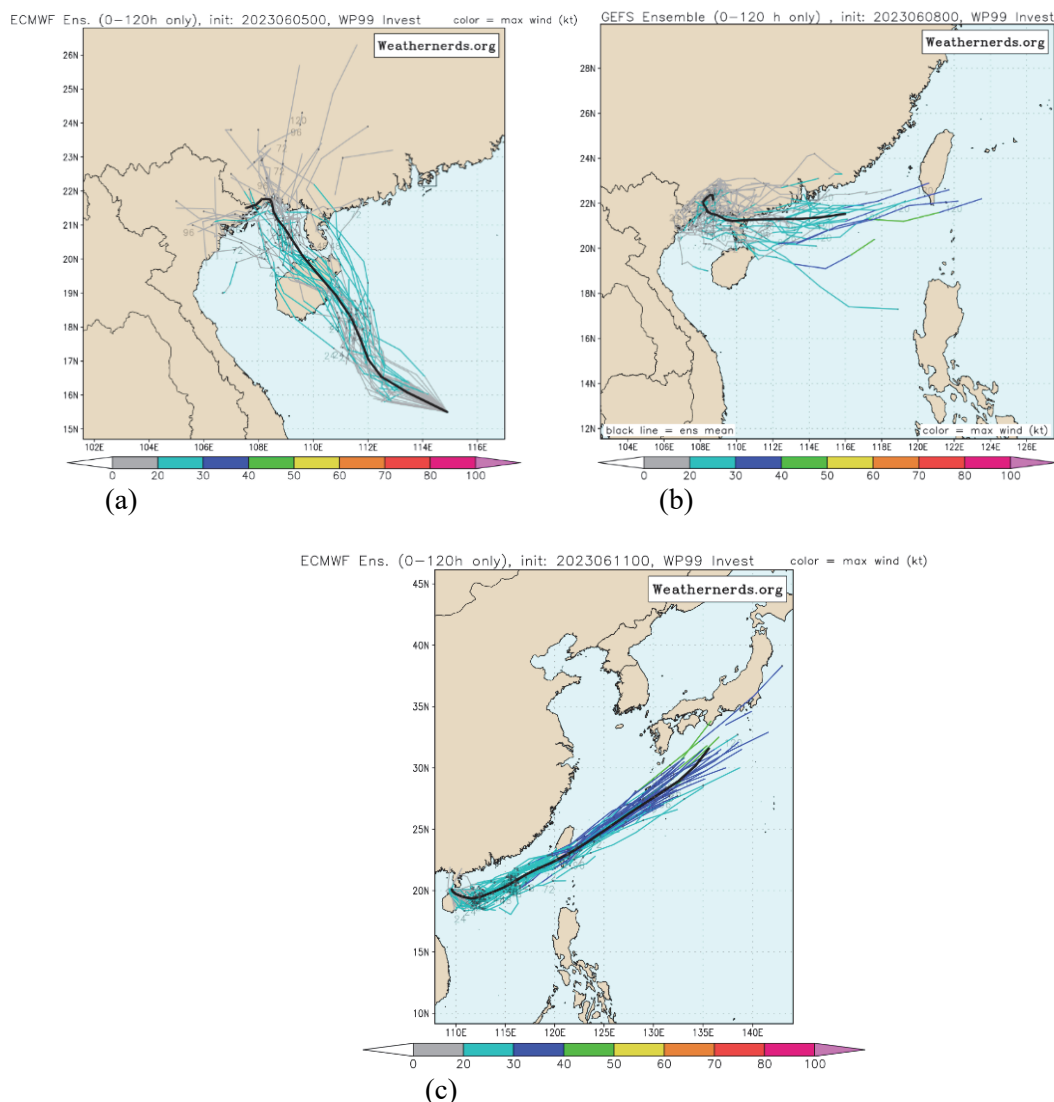 ECMWF Ens. (0-120h only), init: 2023060500, WP99 Invest color = max wind (kt)
Weathernerds.org
26N
25N
24N
23N
22N
21N
20N
19N
18N
17N
16N
15N
120
96
72
96
102E 104E 106E 108E 110E 112E 114E 116E
0 20 30 40 50 60 70 80 100
(a)
GEFS Ensemble (0-120 h only) , init: 2023060800, WP99 Invest
Weathernerds.org
28N
26N
24N
22N
20N
18N
16N
14N
12N
black line = ens mean color = max wind (kt)
104E 106E 108E 110E 112E 114E 116E 118E 120E 122E 124E 126E
0 20 30 40 50 60 70 80 100
(b)
ECMWF Ens. (0-120h only), init: 2023061100, WP99 Invest color = max wind (kt)
Weathernerds.org
45N
40N
35N
30N
25N
20N
15N
10N
24
72
110E 115E 120E 125E 130E 135E 140E
0 20 30 40 50 60 70 80 100
(c)